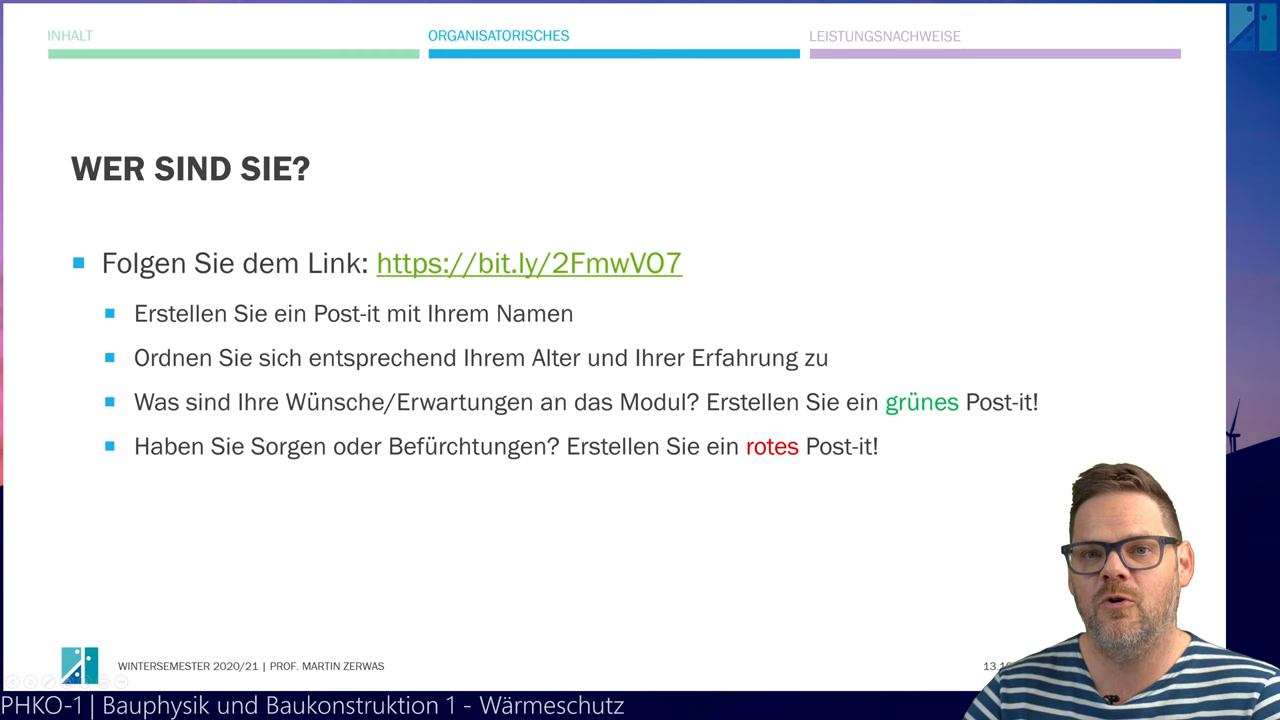 INHALT
ORGANISATORISCHES
LEISTUNGSNACHWEISE
WER SIND SIE?
Folgen Sie dem Link: https://bit.ly/2FmwVO7
Erstellen Sie ein Post-it mit Ihrem Namen
Ordnen Sie sich entsprechend Ihrem Alter und Ihrer Erfahrung zu
Was sind Ihre Wünsche/Erwartungen an das Modul? Erstellen Sie ein grünes Post-it!
Haben Sie Sorgen oder Befürchtungen? Erstellen Sie ein rotes Post-it!
WINTERSEMESTER 2020/21 | PROF. MARTIN ZERWAS
PHKO-1 | Bauphysik und Baukonstruktion 1 - Wärmeschutz